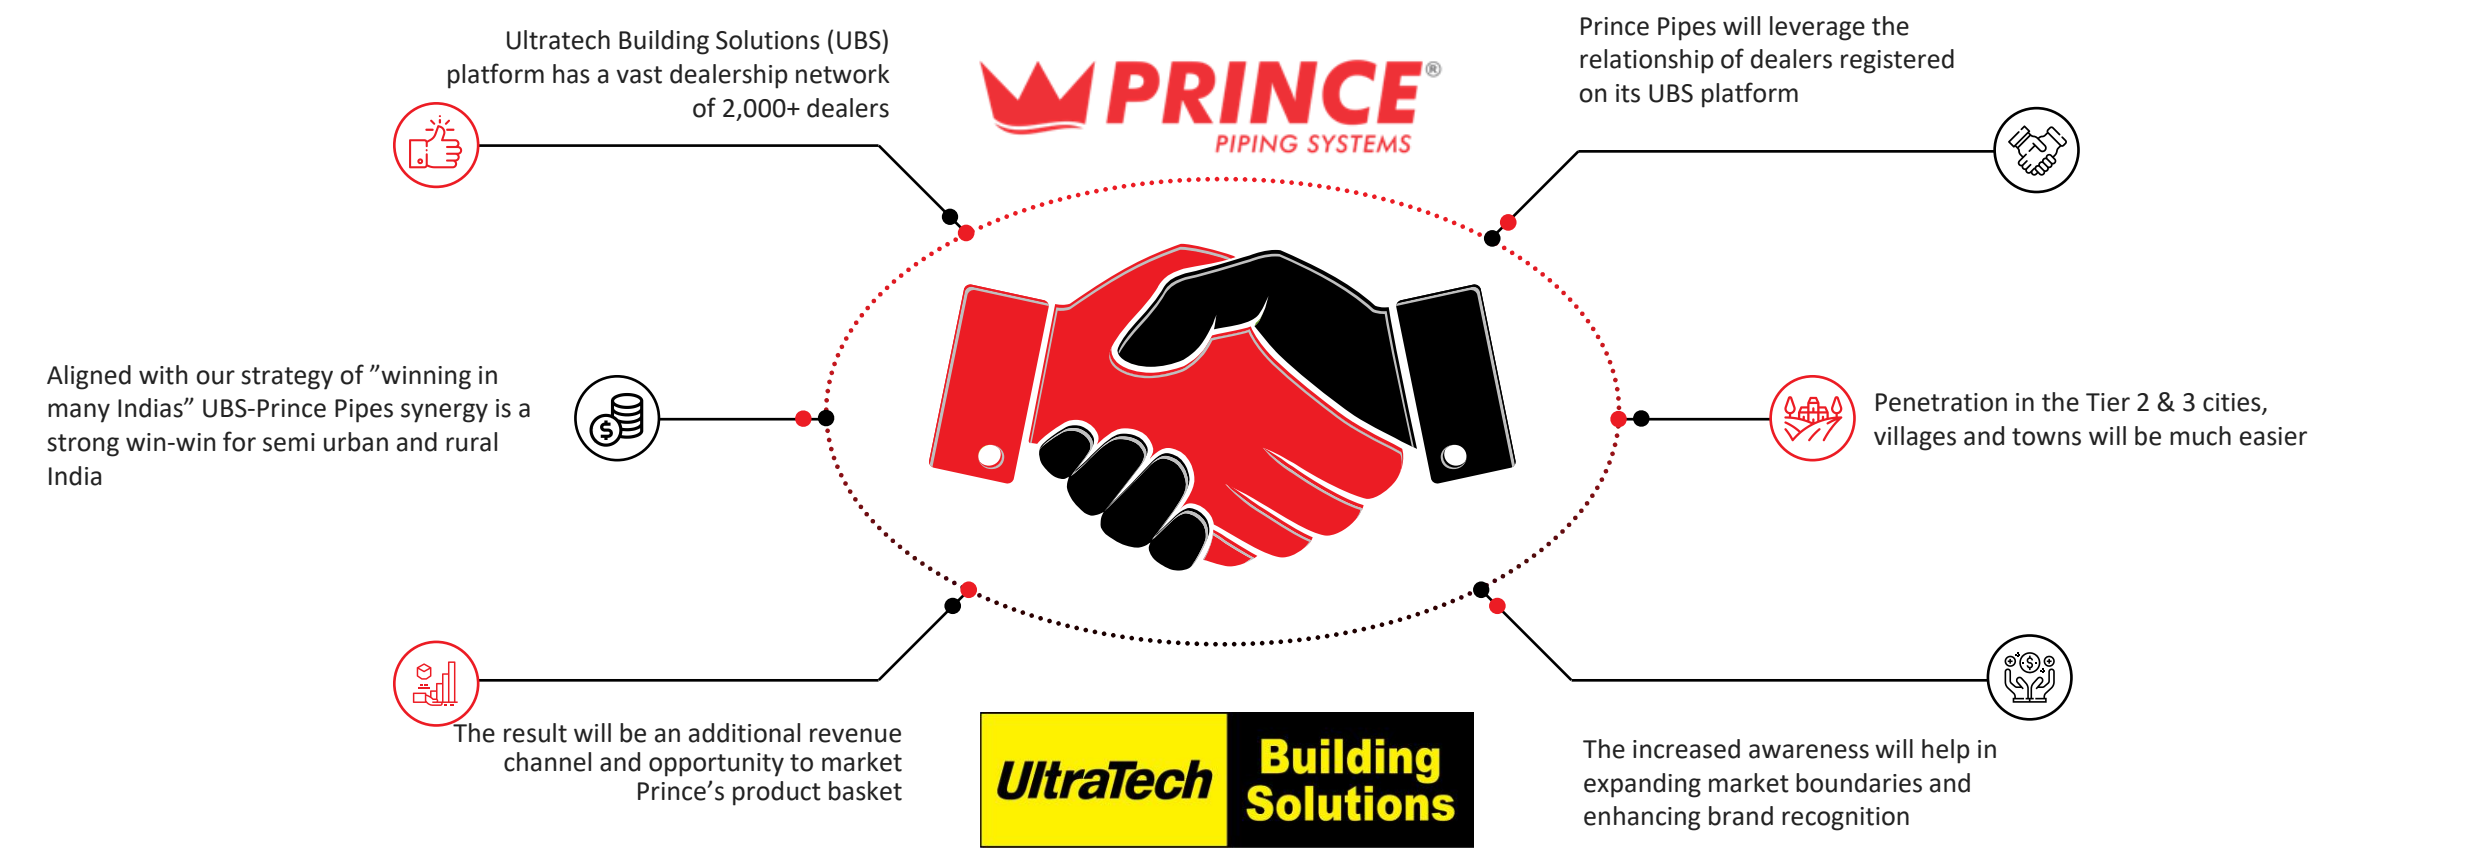 Ultratech Building Solutions (UBS)
platform has a vast dealership network
of 2,000+ dealers
PRINCE®
PIPING SYSTEMS
Prince Pipes will leverage the
relationship of dealers registered
on its UBS platform
Aligned with our strategy of ”winning in
many Indias” UBS-Prince Pipes synergy is a
strong win-win for semi urban and rural
India
Penetration in the Tier 2 & 3 cities,
villages and towns will be much easier
The result will be an additional revenue
channel and opportunity to market
Prince’s product basket
UltraTech
Building
Solutions
The increased awareness will help in
expanding market boundaries and
enhancing brand recognition